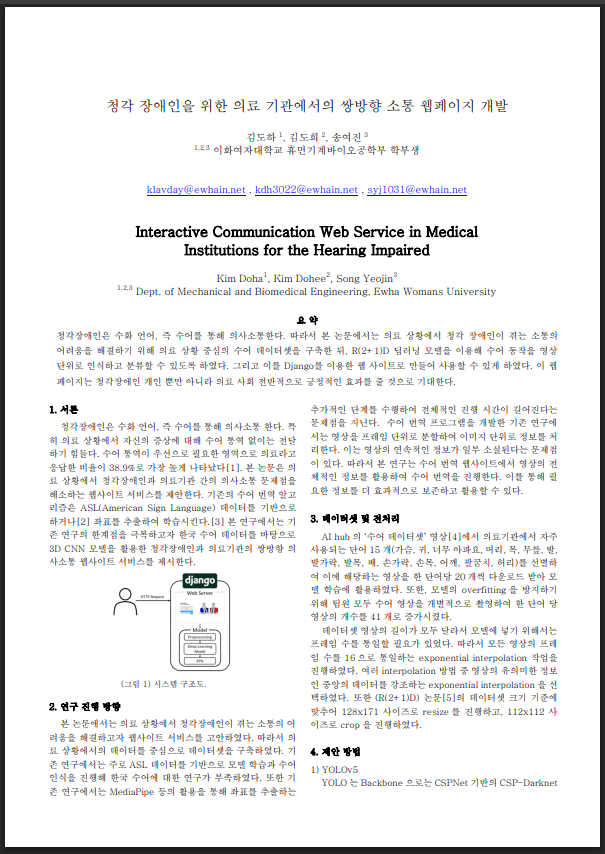 청각 장애인을 위한 의료 기관에서의 쌍방향 소통 웹페이지 개발
김도하 1, 김도희 2, 송여진 3
1,2,3 이화여자대학교 휴먼기계바이오공학부 학부생
klavday@ewhain.net , kdh3022@ewhain.net , syj1031@ewhain.net
Interactive Communication Web Service in Medical
Institutions for the Hearing Impaired
Kim Doha1, Kim Dohee2, Song Yeojin3
1,2,3 Dept. of Mechanical and Biomedical Engineering, Ewha Womans University
요 약
청각장애인은 수화 언어, 즉 수어를 통해 의사소통한다. 따라서 본 논문에서는 의료 상황에서 청각 장애인이 겪는 소통의
어려움을 해결하기 위해 의료 상황 중심의 수어 데이터셋을 구축한 뒤, R(2+1)D 딥러닝 모델을 이용해 수어 동작을 영상
단위로 인식하고 분류할 수 있도록 하였다. 그리고 이를 Django를 이용한 웹 사이트로 만들어 사용할 수 있게 하였다. 이 웹
페이지는 청각장애인 개인 뿐만 아니라 의료 사회 전반적으로 긍정적인 효과를 줄 것으로 기대한다.
1. 서론
청각장애인은 수화 언어, 즉 수어를 통해 의사소통 한다. 특
히 의료 상황에서 자신의 증상에 대해 수어 통역 없이는 전달
하기 힘들다. 수어 통역이 우선으로 필요한 영역으로 의료라고
응답한 비율이 38.9%로 가장 높게 나타났다[1]. 본 논문은 의
료 상황에서 청각장애인과 의료기관 간의 의사소통 문제점을
해소하는 웹사이트 서비스를 제안한다. 기존의 수어 번역 알고
리즘은 ASL(American Sign Language) 데이터를 기반으로
하거나[2] 좌표를 추출하여 학습시킨다.[3] 본 연구에서는 기
존 연구의 한계점을 극복하고자 한국 수어 데이터를 바탕으로
3D CNN 모델을 활용한 청각장애인과 의료기관의 쌍방향 의
사소통 웹사이트 서비스를 제시한다.
django
HTTP Request
Web Server
Model
Preprocessing
Deep Learning
Model
APIs
(그림 1) 시스템 구조도.
2. 연구 진행 방향
본 논문에서는 의료 상황에서 청각장애인이 겪는 소통의 어
려움을 해결하고자 웹사이트 서비스를 고안하였다. 따라서 의
료 상황에서의 데이터를 중심으로 데이터셋을 구축하였다. 기
존 연구에서는 주로 ASL 데이터를 기반으로 모델 학습과 수어
인식을 진행해 한국 수어에 대한 연구가 부족하였다. 또한 기
존 연구에서는 MediaPipe 등의 활용을 통해 좌표를 추출하는
추가적인 단계를 수행하여 전체적인 진행 시간이 길어진다는
문제점을 지닌다. 수어 번역 프로그램을 개발한 기존 연구에
서는 영상을 프레임 단위로 분할하여 이미지 단위로 정보를 처
리한다. 이는 영상의 연속적인 정보가 일부 소실된다는 문제점
이 있다. 따라서 본 연구는 수어 번역 웹사이트에서 영상의 전
체적인 정보를 활용하여 수어 번역을 진행한다. 이를 통해 필
요한 정보를 더 효과적으로 보존하고 활용할 수 있다.
3. 데이터셋 및 전처리
AI hub 의 '수어 데이터셋' 영상[4]에서 의료기관에서 자주
사용되는 단어 15 개(가슴, 귀, 너무 아파요, 머리, 목, 무릎, 발,
발가락, 발목, 배, 손가락, 손목, 어깨, 팔꿈치, 허리)를 선별하
여 이에 해당하는 영상을 한 단어당 20 개씩 다운로드 받아 모
델 학습에 활용하였다. 또한, 모델의 overfitting 을 방지하기
위해 팀원 모두 수어 영상을 개별적으로 촬영하여 한 단어 당
영상의 개수를 41 개로 증가시켰다.
데이터셋 영상의 길이가 모두 달라서 모델에 넣기 위해서는
프레임 수를 통일할 필요가 있었다. 따라서 모든 영상의 프레
임 수를 16 으로 통일하는 exponential interpolation 작업을
진행하였다. 여러 interpolation 방법 중 영상의 유의미한 정보
인 중앙의 데이터를 강조하는 exponential interpolation 을 선
택하였다. 또한 (R(2+1)D) 논문[5]의 데이터셋 크기 기준에
맞추어 128x171 사이즈로 resize 를 진행하고, 112x112 사
이즈로 crop 을 진행하였다.
4. 제안 방법
1) YOLOv5
YOLO 는 Backbone 으로는 CSPNet 기반의 CSP-Darknet